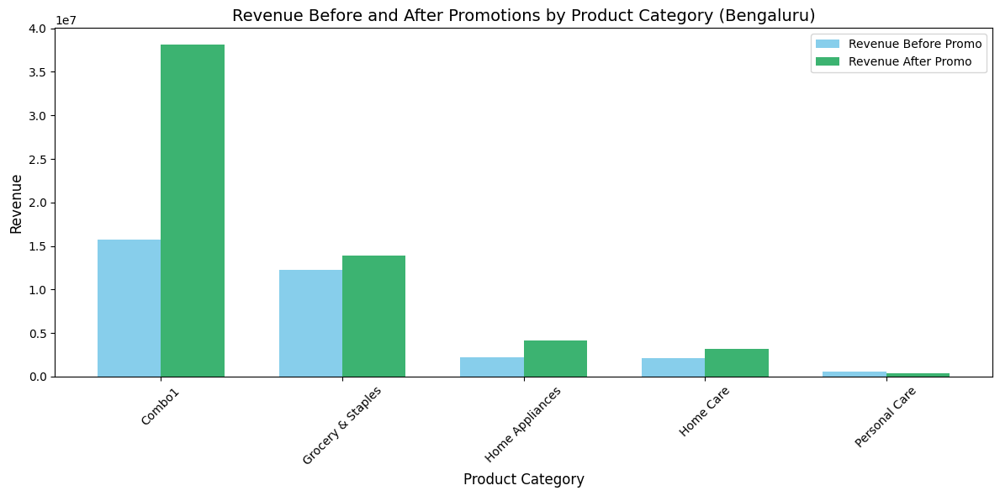 Revenue Before and After Promotions by Product Category (Bengaluru)
1e7
Revenue Before Promo
Revenue After Promo
4.0
3.5
3.0
2.5
2.0
1.5
1.0
0.5
0.0
Revenue
Combo1
Grocery & Staples
Home Appliances
Home Care
Personal Care
Product Category